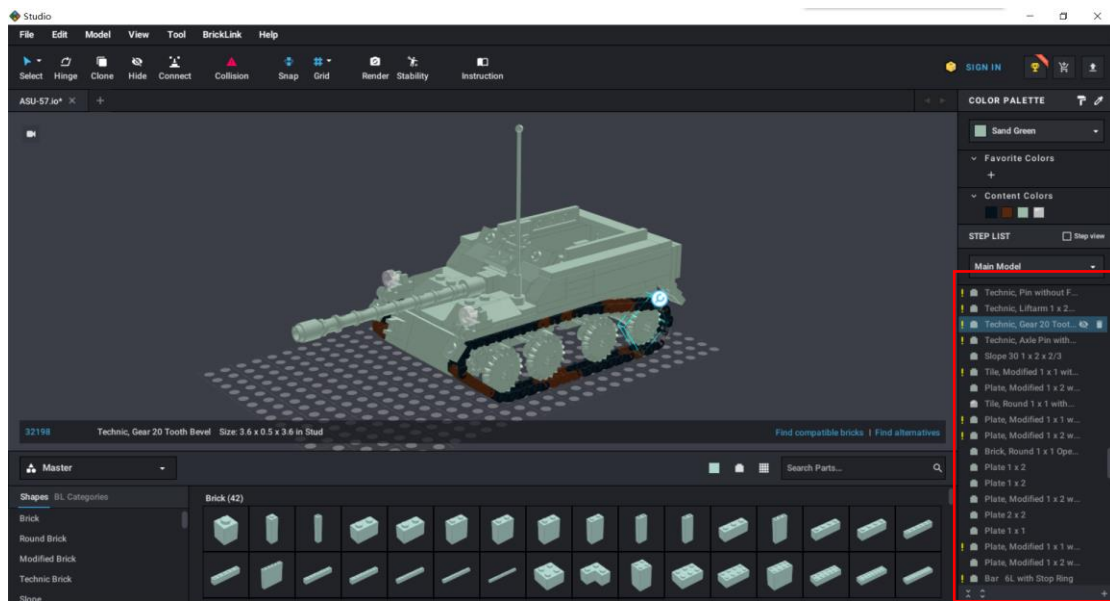 Studio
File Edit Model View Tool BrickLink Help
Select Hinge Clone Hide Connect Collision Snap Grid Render Stability Instruction
SIGN IN
ASU-57.io* × +
COLOR PALETTE
Sand Green
Favorite Colors
+
Content Colors
STEP LIST Step view
Main Model
Technic, Pin without F...
Technic, Liftarm 1 x 2...
Technic, Gear 20 Toot...
Technic, Axle Pin with...
Slope 30 1 x 2 x 2/3
Tile, Modified 1 x 1 wit...
Plate, Modified 1 x 2 w...
Tile, Round 1 x 1 with...
Plate, Modified 1 x 1 w...
Plate, Modified 1 x 2 w...
Brick, Round 1 x 1 Ope...
Plate 1 x 2
Plate 1 x 2
Plate, Modified 1 x 2 w...
Plate 2 x 2
Plate 1 x 1
Plate, Modified 1 x 1 w...
Plate, Modified 1 x 2 w...
Bar 6L with Stop Ring
32198 Technic, Gear 20 Tooth Bevel Size: 3.6 x 0.5 x 3.6 in Stud Find compatible bricks | Find alternatives
Master Search Parts...
Shapes BL Categories Brick (42)
Brick
Round Brick
Modified Brick
Technic Brick
Slope